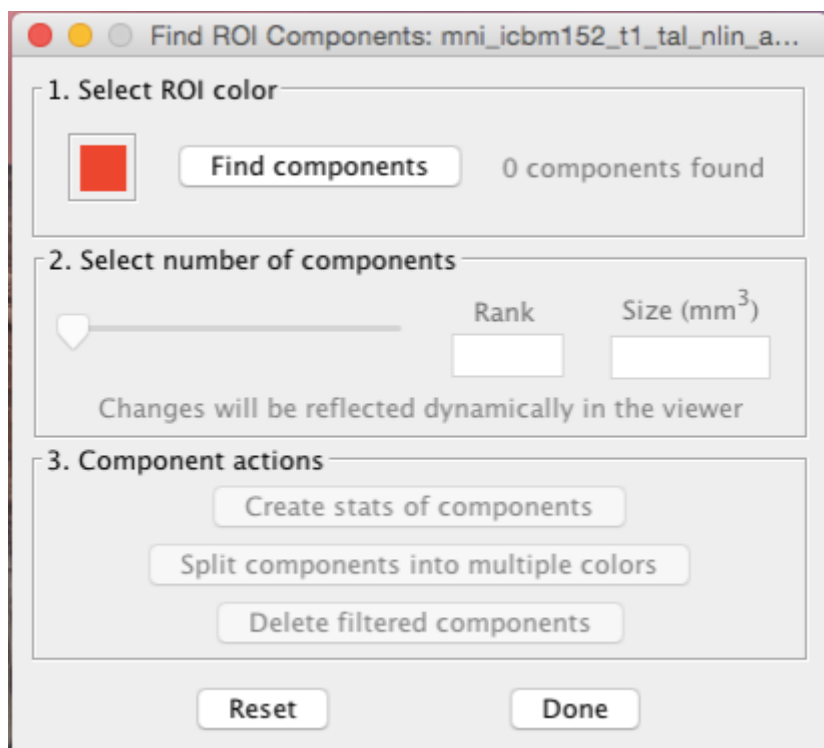 Find ROI Components: mni_icbm152_t1_tal_nlin_a...
1. Select ROI color
Find components
0 components found
2. Select number of components
Rank
Size (mm³)
Changes will be reflected dynamically in the viewer
3. Component actions
Create stats of components
Split components into multiple colors
Delete filtered components
Reset
Done